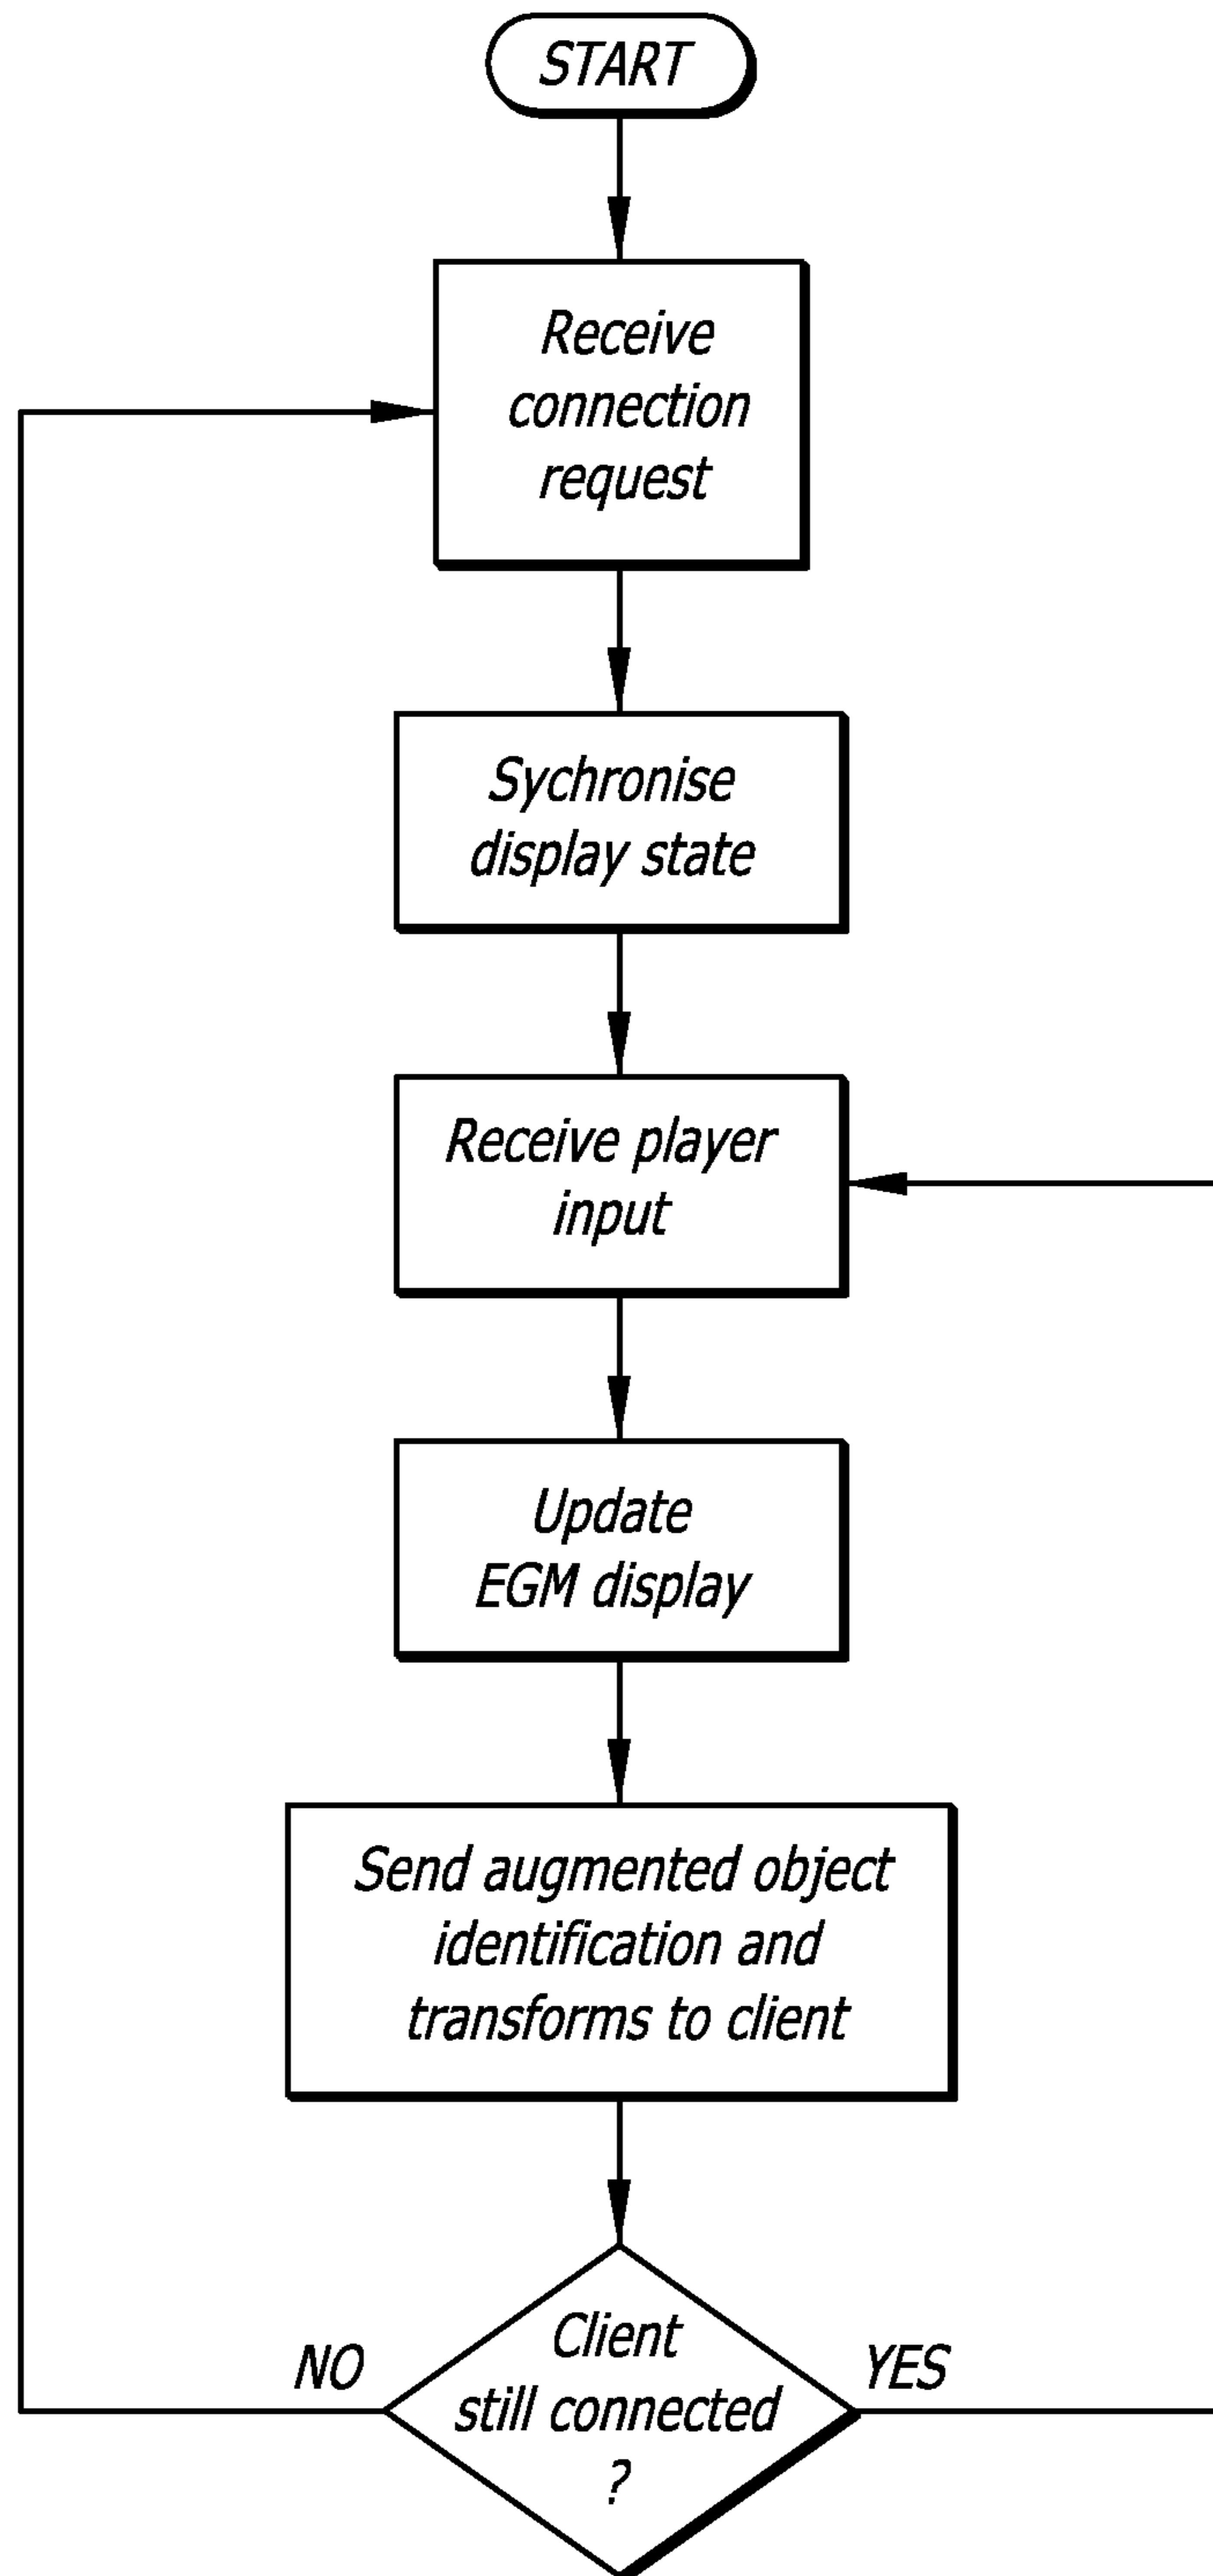 START
Receive
connection
request
Sychronise
display state
Receive player
input
Update
EGM display
Send augmented object
identification and
transforms to client
Client
still connected
?
NO
YES